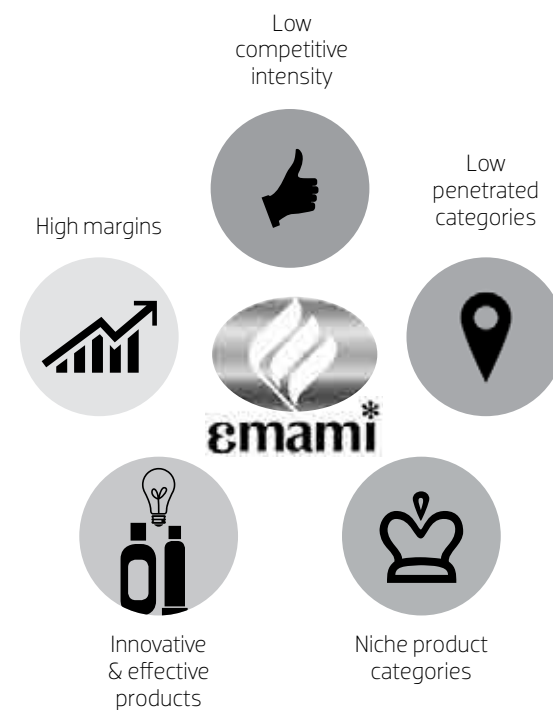 Low
competitive
intensity
Low
penetrated
categories
High margins
emami*
Innovative
& effective
products
Niche product
categories